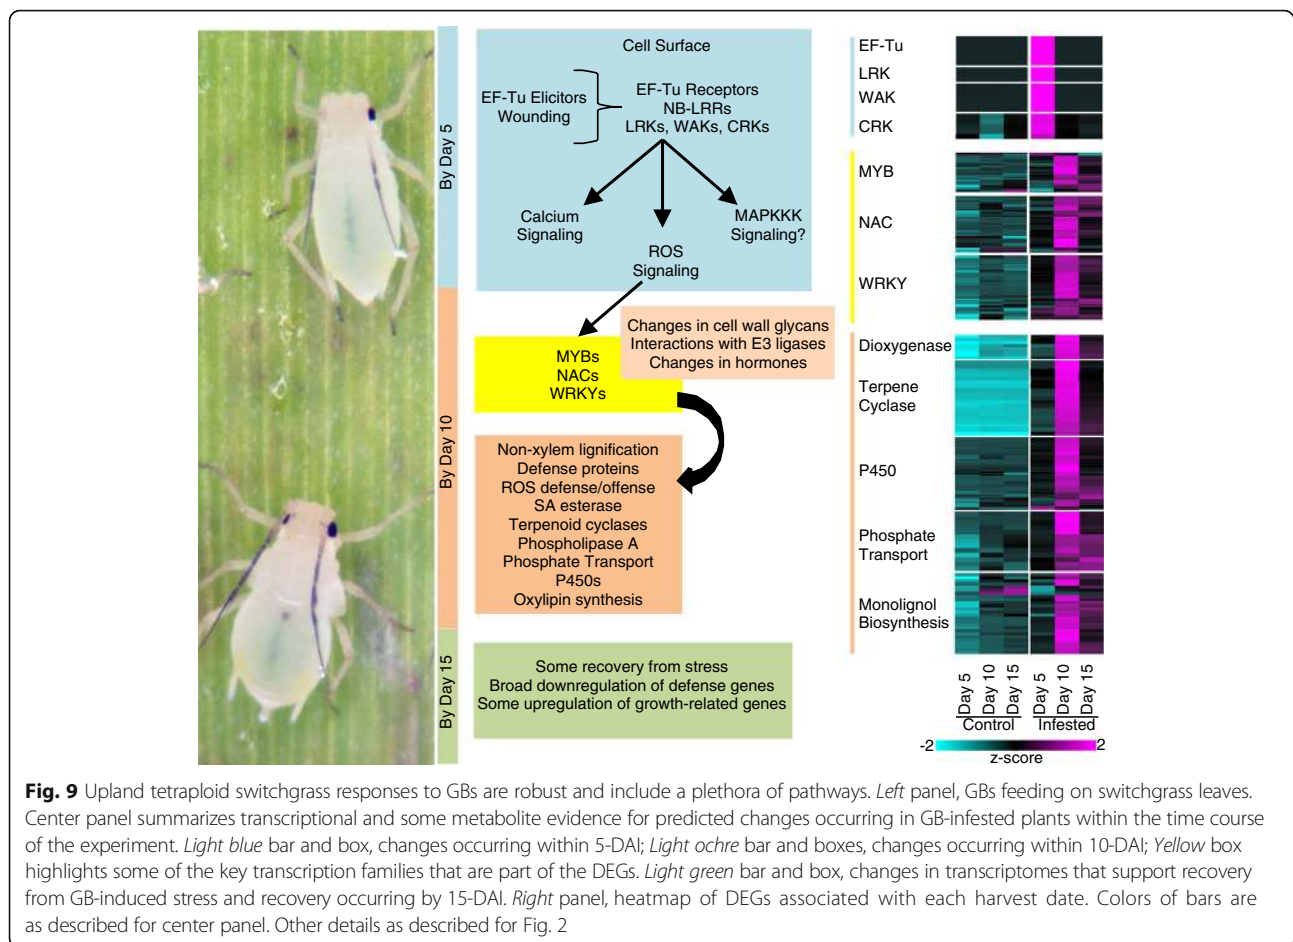 By Day 5
By Day 10
By Day 15
Cell Surface
EF-Tu Elicitors
Wounding
EF-Tu Receptors
NB-LRRs
LRKs, WAKs, CRKs
Calcium
Signaling
ROS
Signaling
MAPKKK
Signaling?
Changes in cell wall glycans
Interactions with E3 ligases
Changes in hormones
MYBs
NACs
WRKYs
Non-xylem lignification
Defense proteins
ROS defense/offense
SA esterase
Terpenoid cyclases
Phospholipase A
Phosphate Transport
P450s
Oxylipin synthesis
Some recovery from stress
Broad downregulation of defense genes
Some upregulation of growth-related genes
EF-Tu
LRK
WAK
CRK
MYB
NAC
WRKY
Dioxygenase
Terpene
Cyclase
P450
Phosphate
Transport
Monolignol
Biosynthesis
Day 5
Day 10
Day 15
Day 5
Day 10
Day 15
Control
Infested
-2
2
z-score
Fig. 9 Upland tetraploid switchgrass responses to GBs are robust and include a plethora of pathways. Left panel, GBs feeding on switchgrass leaves.
Center panel summarizes transcriptional and some metabolite evidence for predicted changes occurring in GB-infested plants within the time course
of the experiment. Light blue bar and box, changes occurring within 5-DAI; Light ochre bar and boxes, changes occurring within 10-DAI; Yellow box
highlights some of the key transcription families that are part of the DEGs. Light green bar and box, changes in transcriptomes that support recovery
from GB-induced stress and recovery occurring by 15-DAI. Right panel, heatmap of DEGs associated with each harvest date. Colors of bars are
as described for center panel. Other details as described for Fig. 2